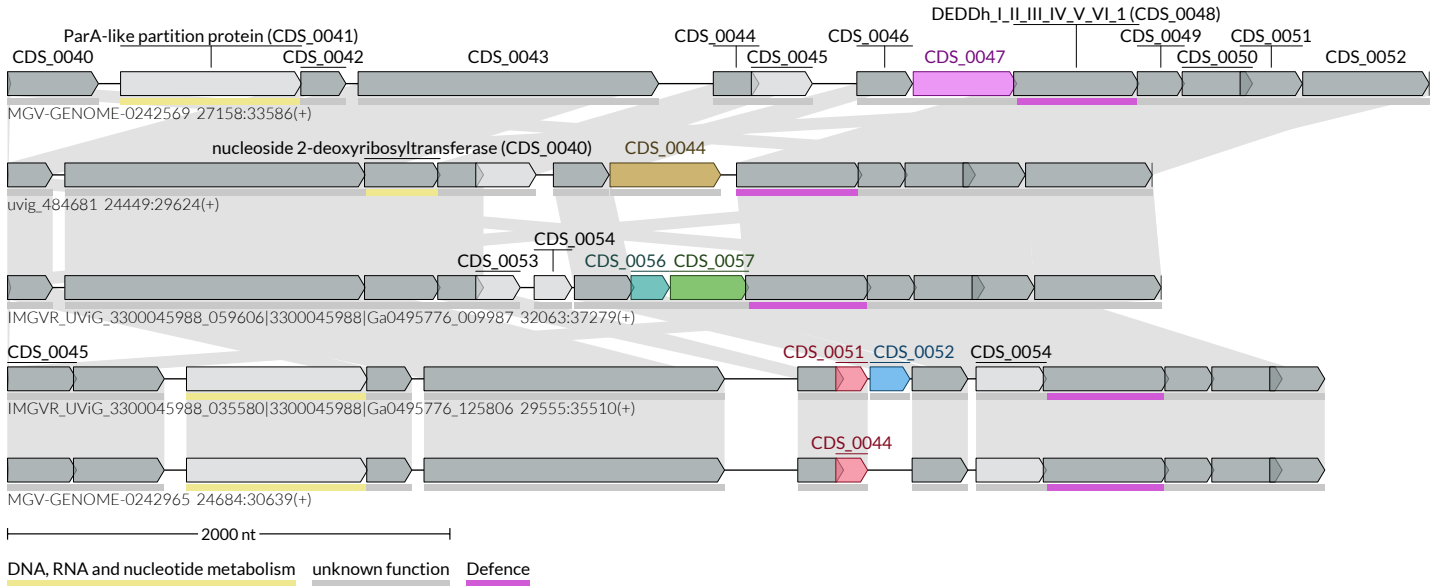 DEDDh_I_II_III_IV_V_VI_1 (CDS_0048)
ParA-like partition protein (CDS_0041) CDS_0044 CDS_0046 CDS_0049 CDS_0051
CDS_0040 CDS_0042 CDS_0043 CDS_0045 CDS_0047 CDS_0050 CDS_0052
MGV-GENOME-0242569 27158:33586(+)
nucleoside 2-deoxyribosyltransferase (CDS_0040) CDS_0044
uvig_484681 24449:29624(+)
CDS_0054
CDS_0053 CDS_0056 CDS_0057
IMGVR_UViG_3300045988_059606|3300045988|Ga0495776_009987 32063:37279(+)
CDS_0045 CDS_0051 CDS_0052 CDS_0054
IMGVR_UViG_3300045988_035580|3300045988|Ga0495776_125806 29555:35510(+)
CDS_0044
MGV-GENOME-0242965 24684:30639(+)
2000 nt
DNA, RNA and nucleotide metabolism unknown function Defence